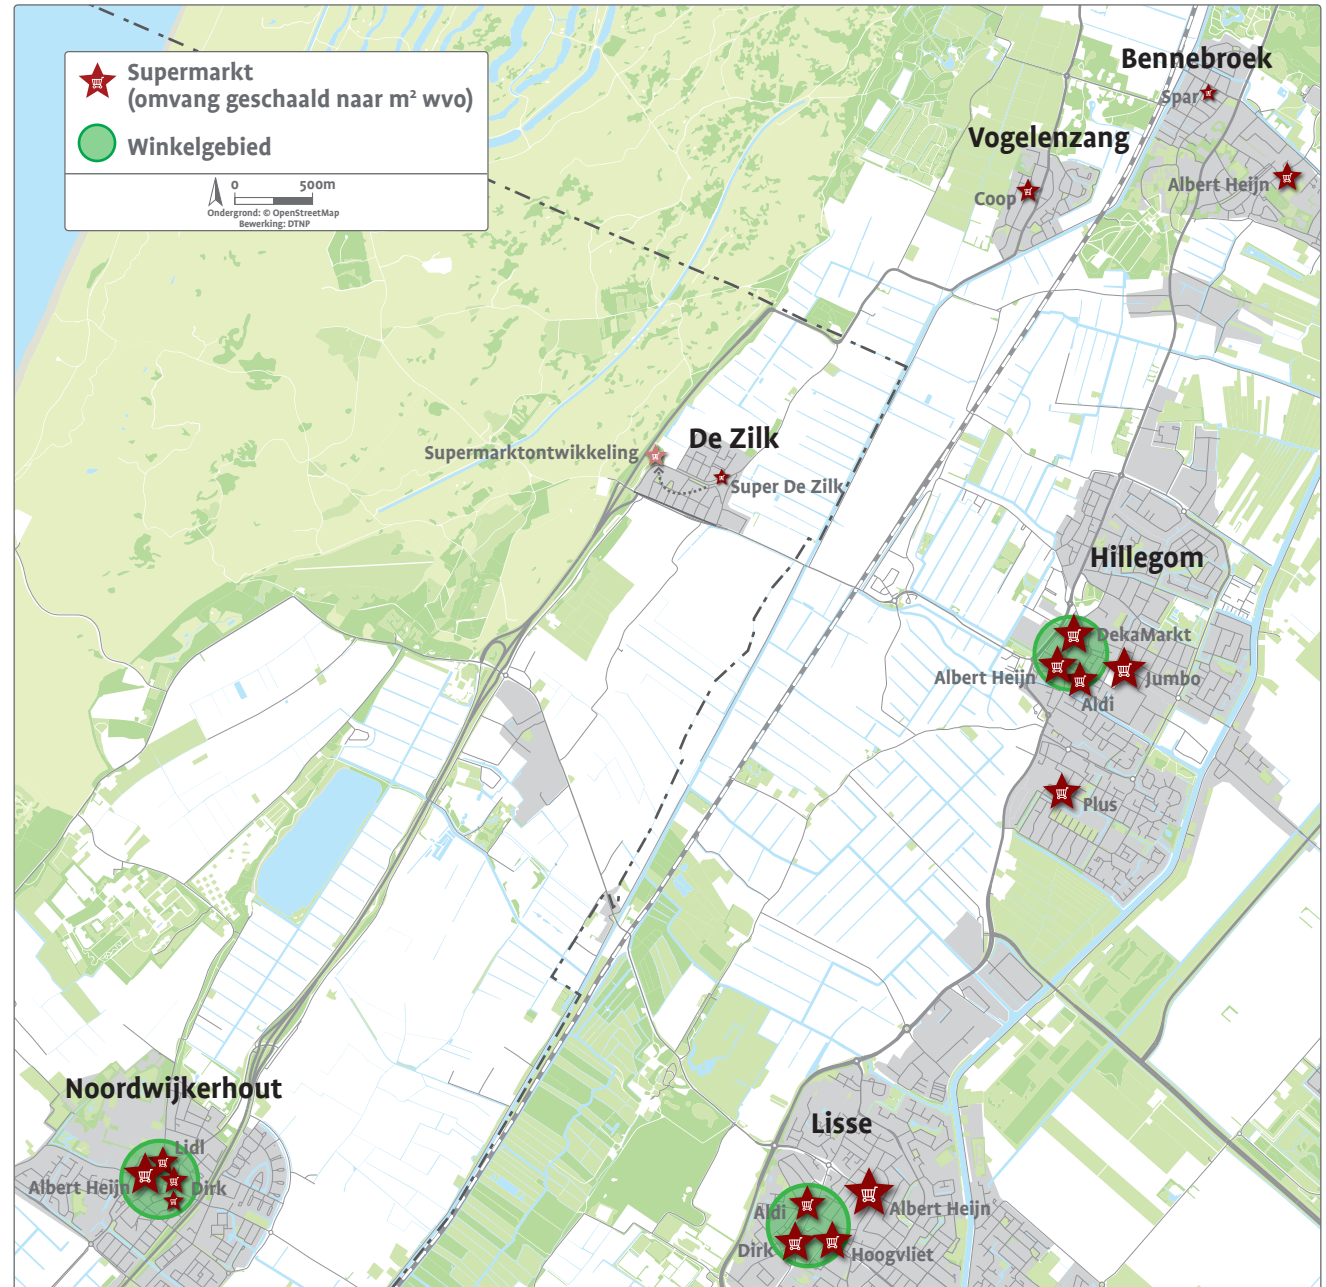 Supermarkt
(omvang geschaald naar m² wvo)
Winkelgebied
0 500m
Ondergrond: © OpenStreetMap
Bewerking: DTNP
Bennebroek
Spar
Vogelenzang
Albert Heijn
Coop
De Zilk
Supermarktontwikkeling
Super De Zilk
Hillegom
DekaMarkt
Albert Heijn
Jumbo
Aldi
Plus
Noordwijkerhout
Lidl
Albert Heijn
Dirk
Lisse
Aldi
Albert Heijn
Dirk
Hoogvliet